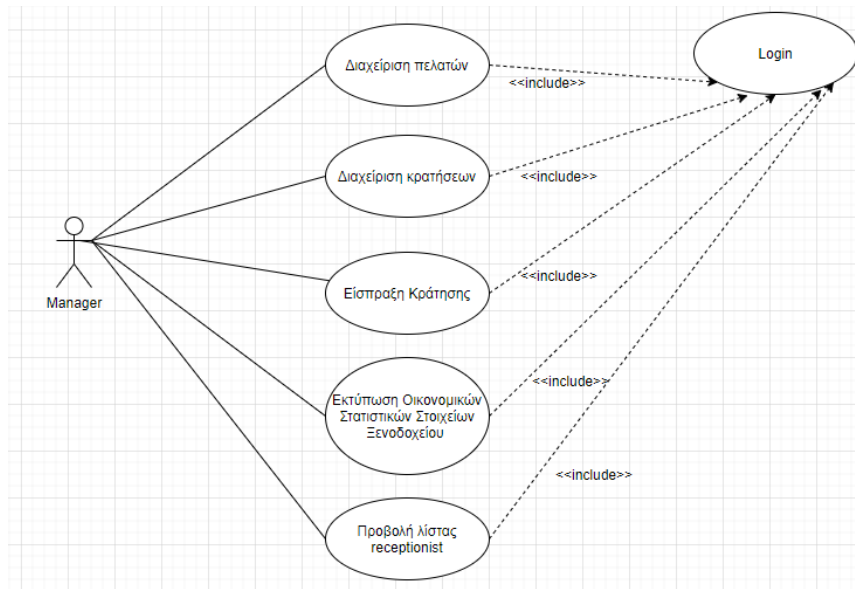 Διαχείριση πελατών
Login
<<include>>
Διαχείριση κρατήσεων
<<include>>
Manager
Είσπραξη Κράτησης
<<include>>
Εκτύπωση Οικονομικών
Στατιστικών Στοιχείων
Ξενοδοχείου
<<include>>
<<include>>
Προβολή λίστας
receptionist